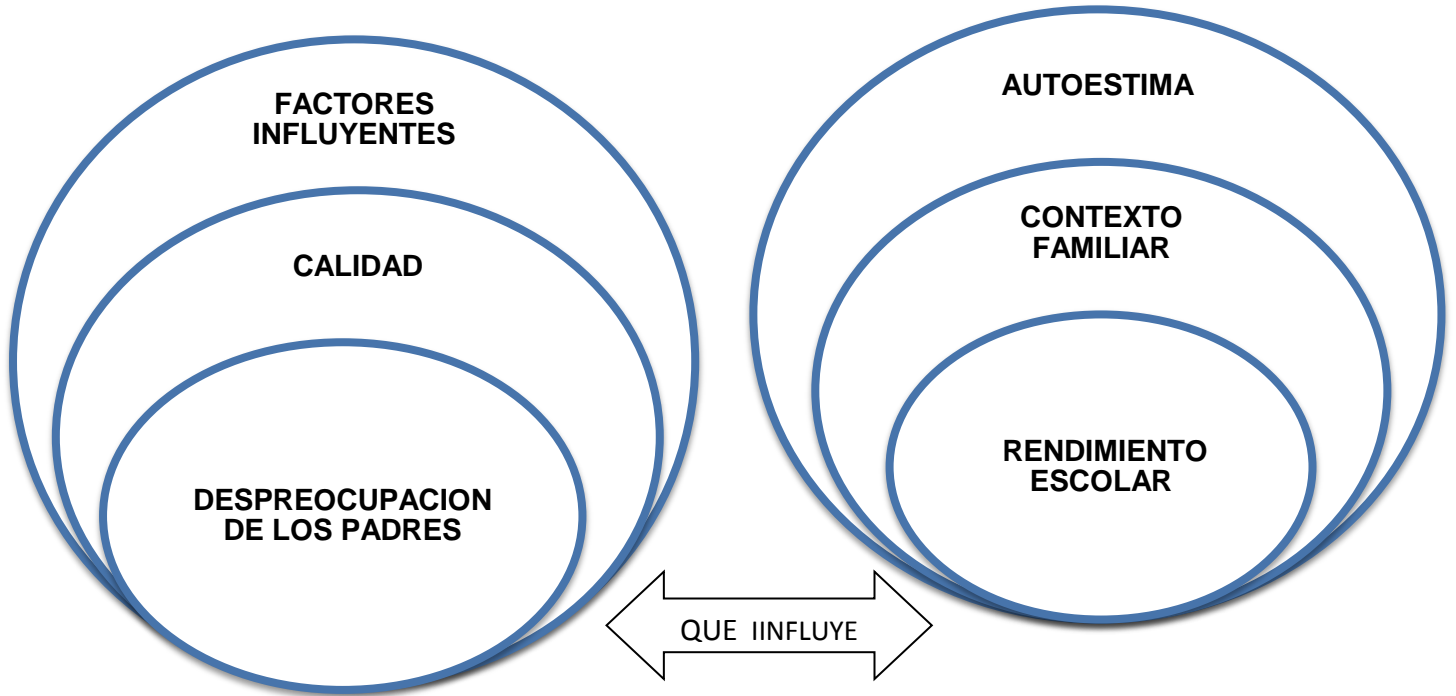 FACTORES
INFLUYENTES
CALIDAD
DESPREOCUPACION
DE LOS PADRES
AUTOESTIMA
CONTEXTO
FAMILIAR
RENDIMIENTO
ESCOLAR
QUE IINFLUYE